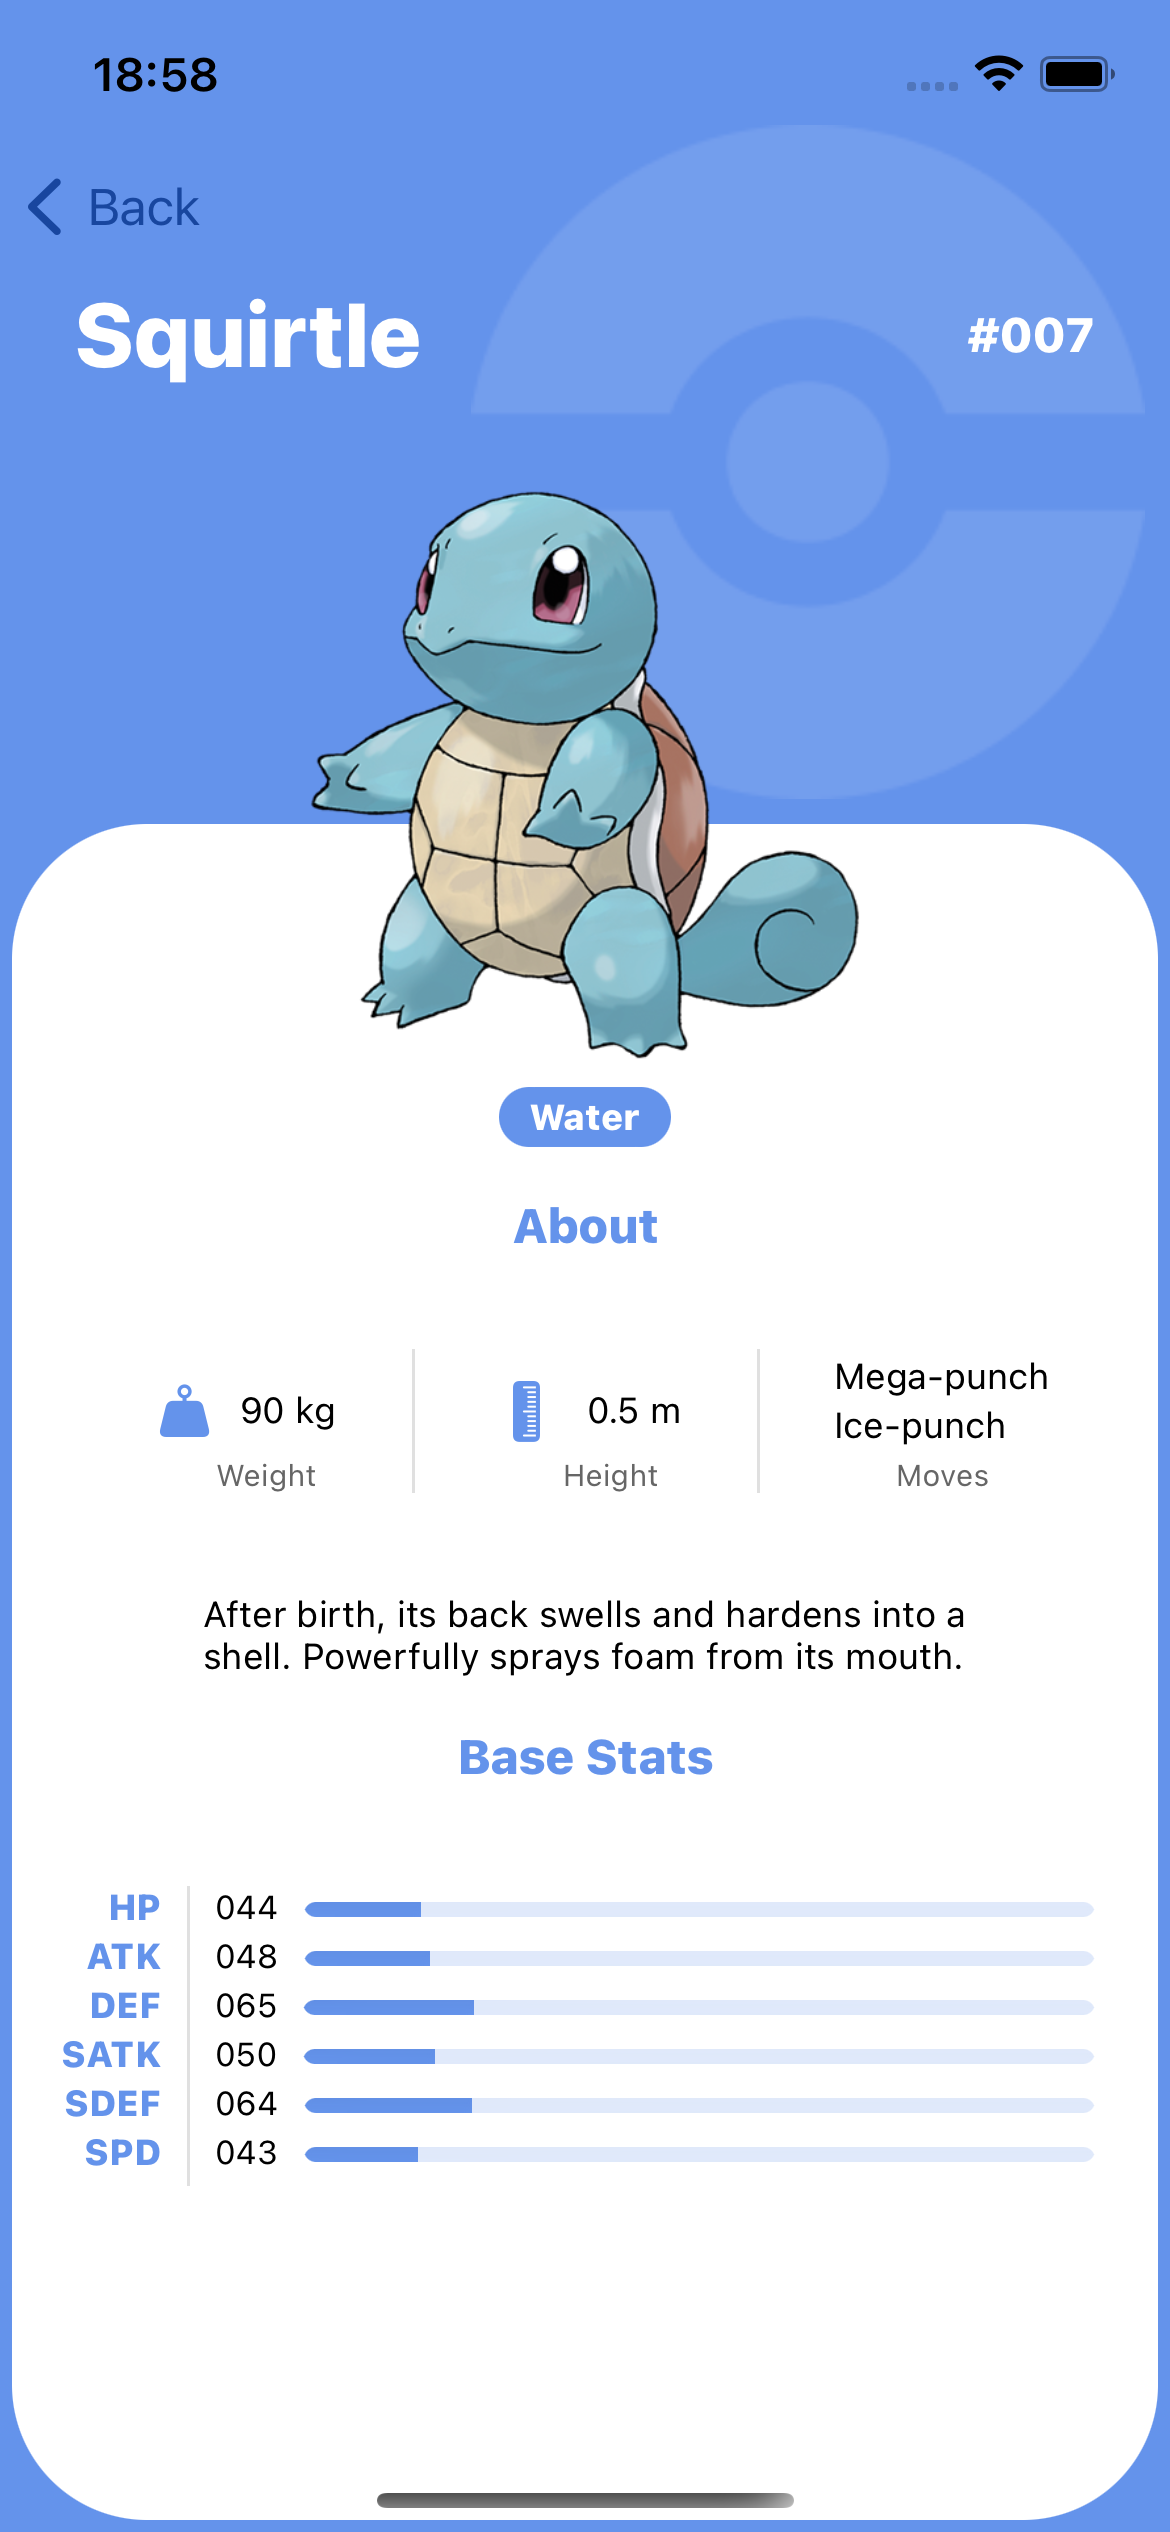 18:58
Back
Squirtle
#007
Water
About
90 kg
Weight
0.5 m
Height
Mega-punch
Ice-punch
Moves
After birth, its back swells and hardens into a
shell. Powerfully sprays foam from its mouth.
Base Stats
HP 044
ATK 048
DEF 065
SATK 050
SDEF 064
SPD 043